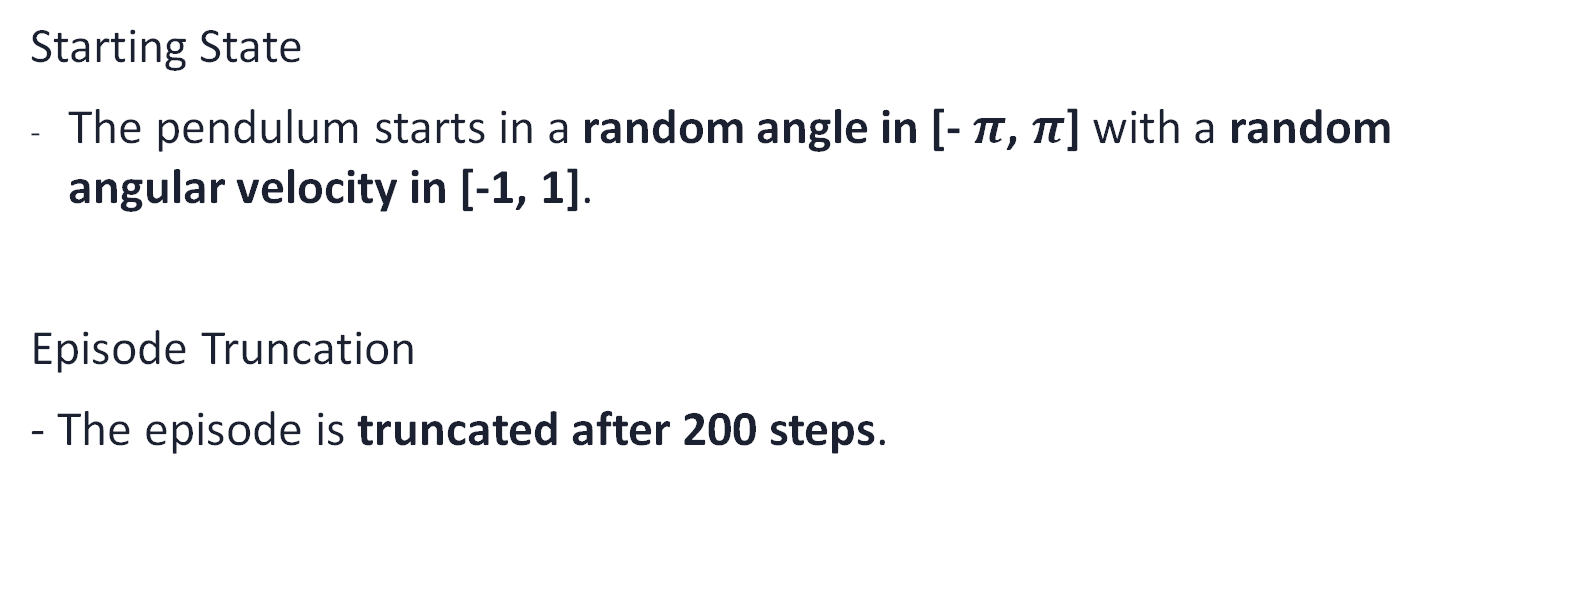 Starting State
- The pendulum starts in a random angle in [- π, π] with a random
angular velocity in [-1, 1].
Episode Truncation
- The episode is truncated after 200 steps.